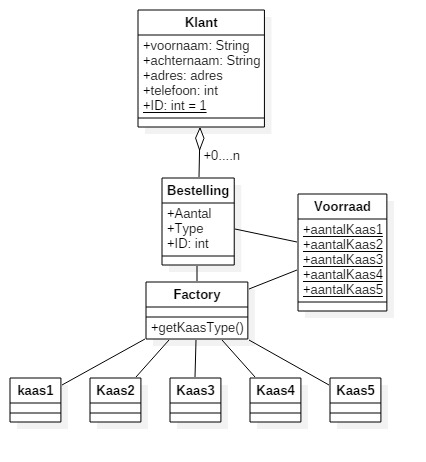 Klant
+voornaam: String
+achternaam: String
+adres: adres
+telefoon: int
+ID: int = 1
+0....n
Bestelling
+Aantal
+Type
+ID: int
Voorraad
+aantalKaas1
+aantalKaas2
+aantalKaas3
+aantalKaas4
+aantalKaas5
Factory
+getKaasType()
kaas1
Kaas2
Kaas3
Kaas4
Kaas5